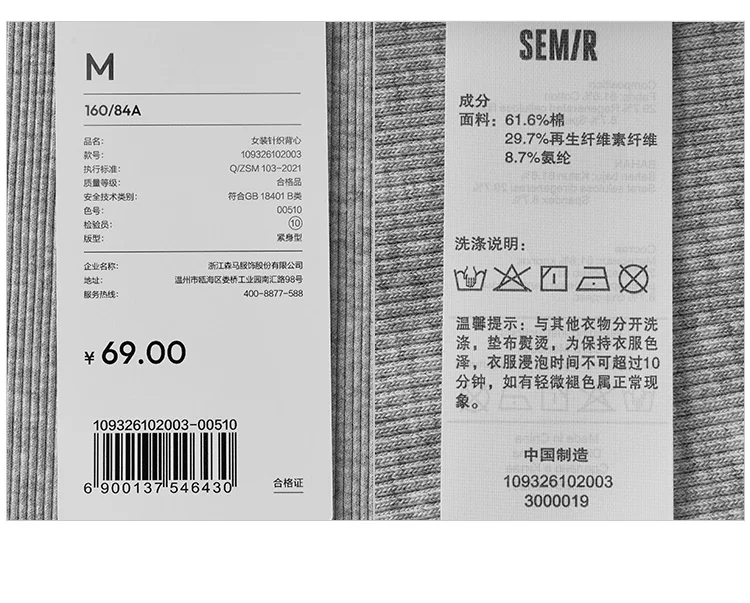 M
160/84A
品名： 女装针织背心
款号： 109326102003
执行标准： Q/ZSM 103-2021
质量等级： 合格品
安全技术类别： 符合GB 18401 B类
色号： 00510
检验员： ⑩
版型： 紧身型
企业名称： 浙江森马服饰股份有限公司
地址： 温州市瓯海区娄桥工业园南汇路98号
服务热线： 400-8877-588
¥ 69.00
109326102003-00510
6 900137 546430
合格证
SEM/R
成分
面料：61.6%棉
29.7%再生纤维素纤维
8.7%氨纶
洗涤说明：
温馨提示：与其他衣物分开洗
涤，垫布熨烫，为保持衣服色
泽，衣服浸泡时间不可超过10
分钟，如有轻微褪色属正常现
象。
中国制造
109326102003
3000019